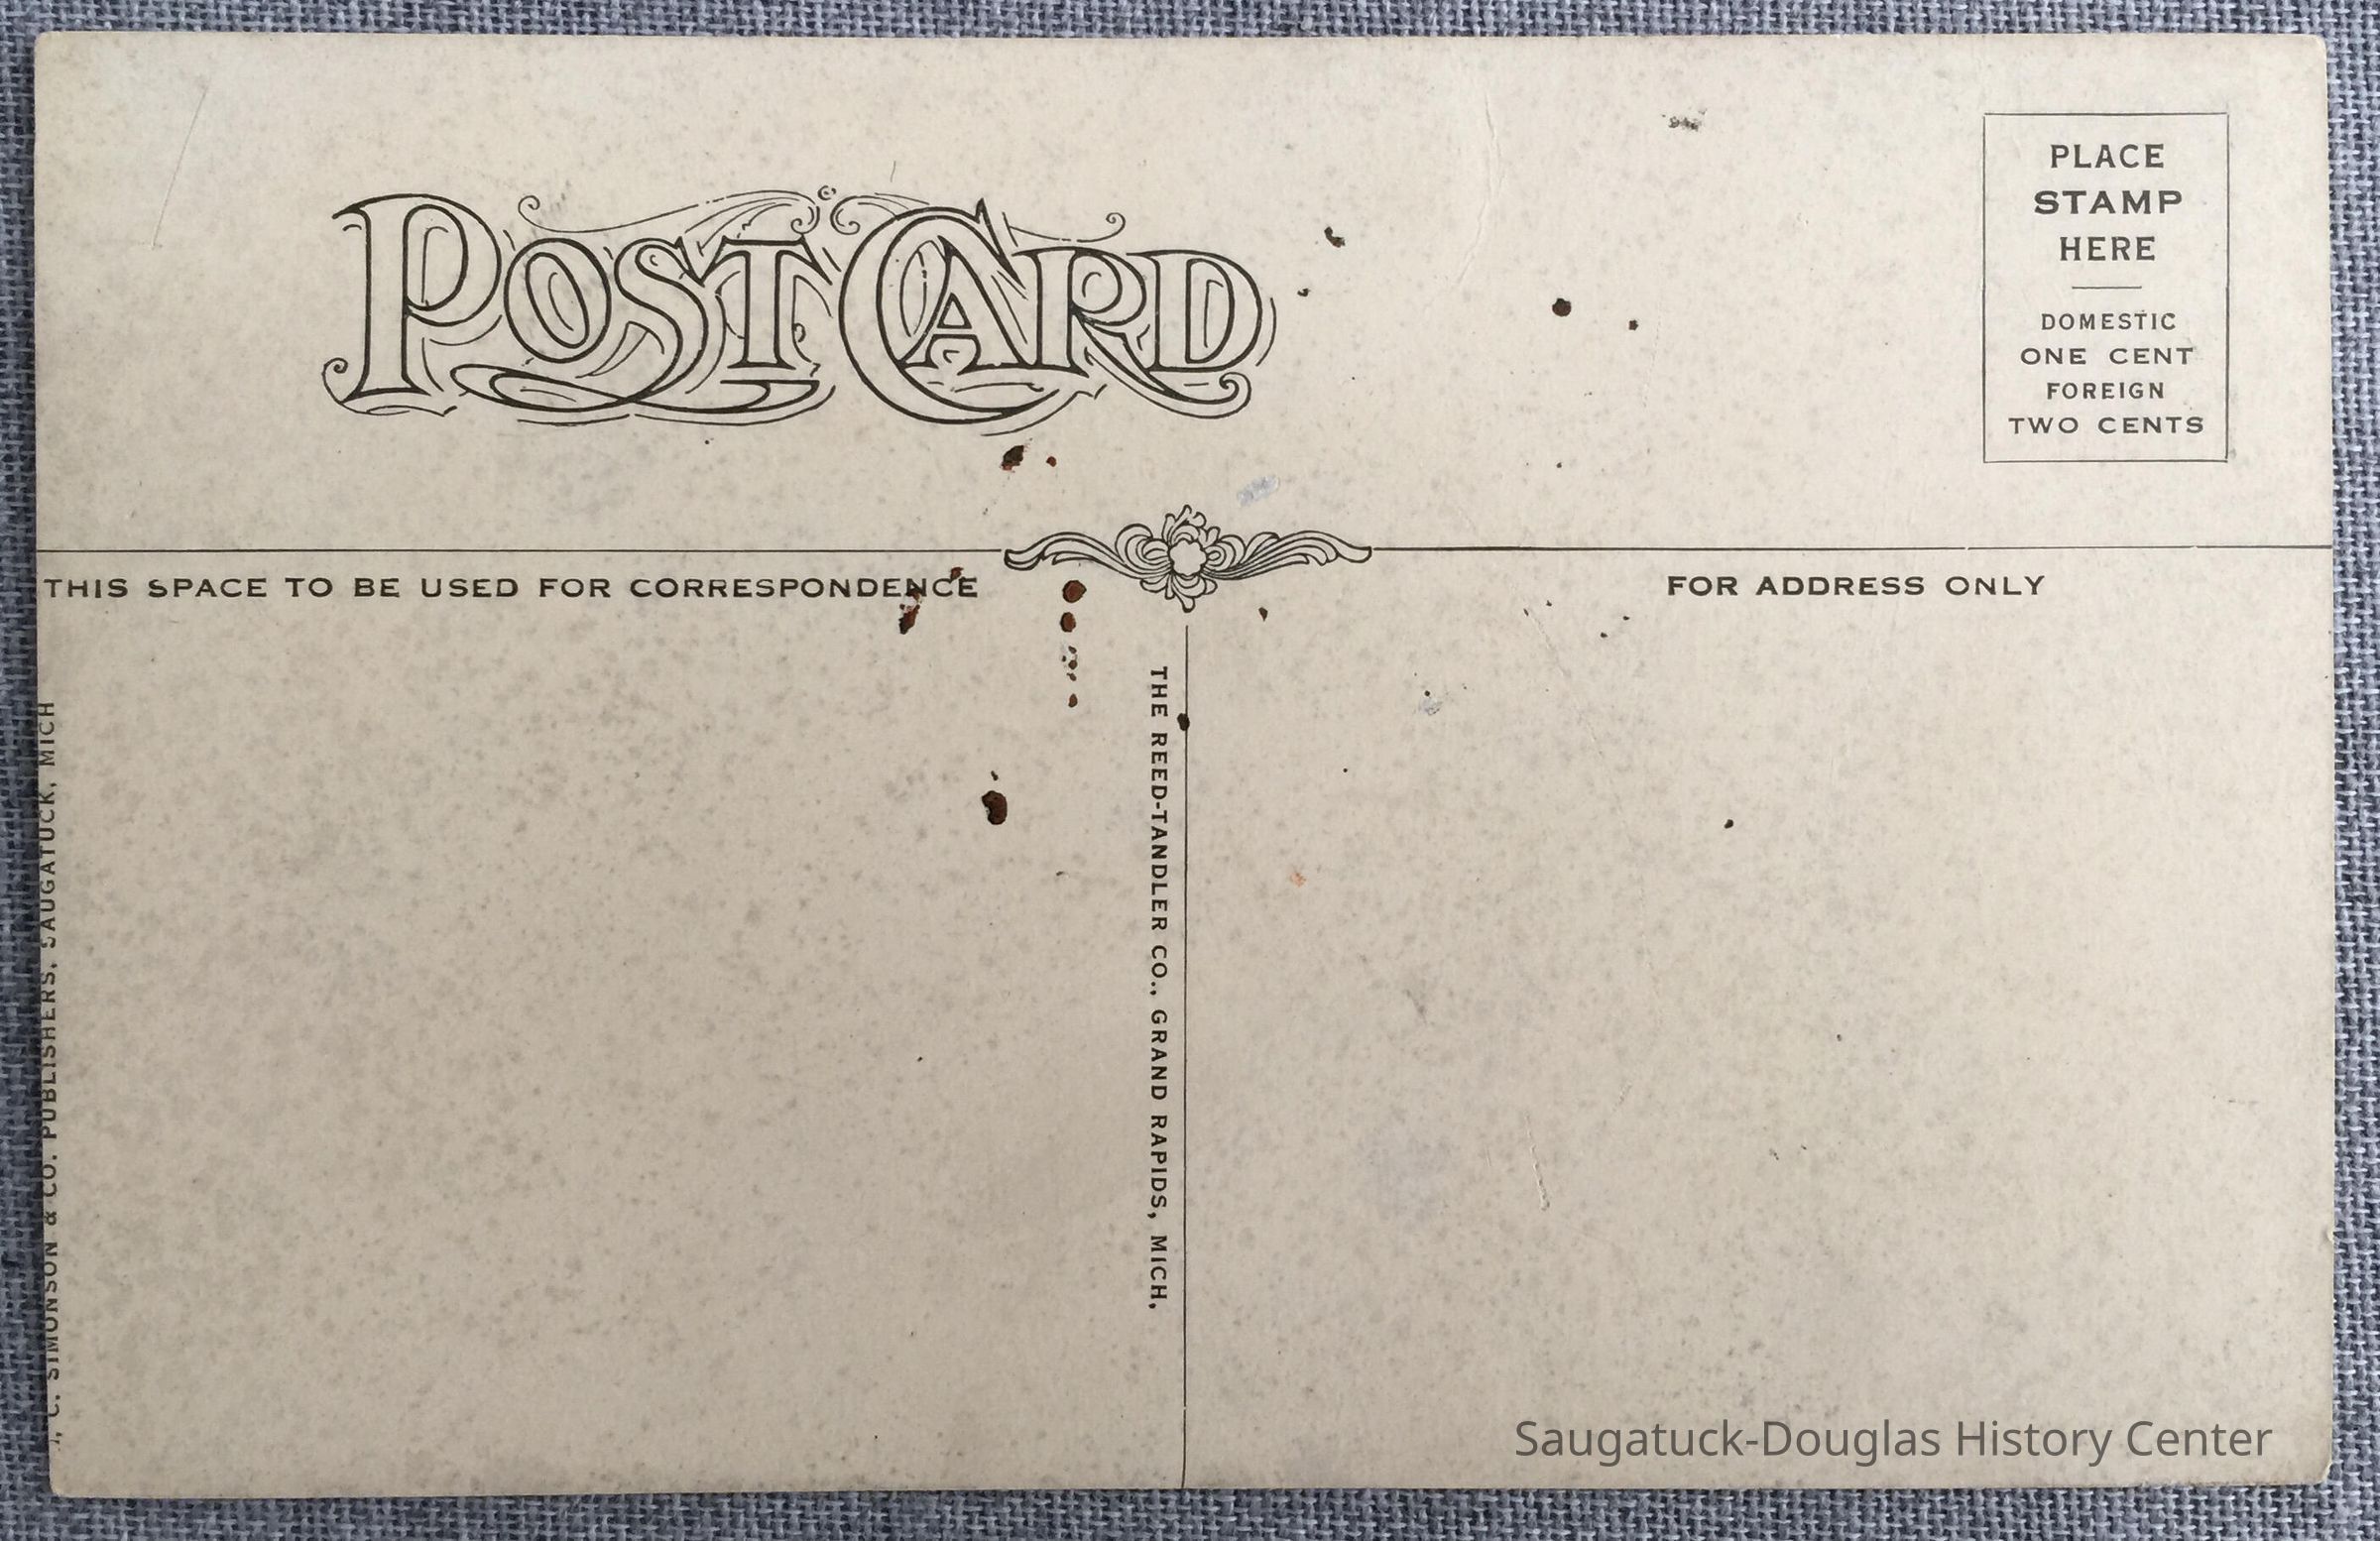 POST CARD
PLACE
STAMP
HERE
DOMESTIC
ONE CENT
FOREIGN
TWO CENTS
THIS SPACE TO BE USED FOR CORRESPONDENCE
FOR ADDRESS ONLY
C. SIMONSON & CO. PUBLISHERS, SAUGATUCK, MICH
THE REED-TANDLER CO., GRAND RAPIDS, MICH,
Saugatuck-Douglas History Center